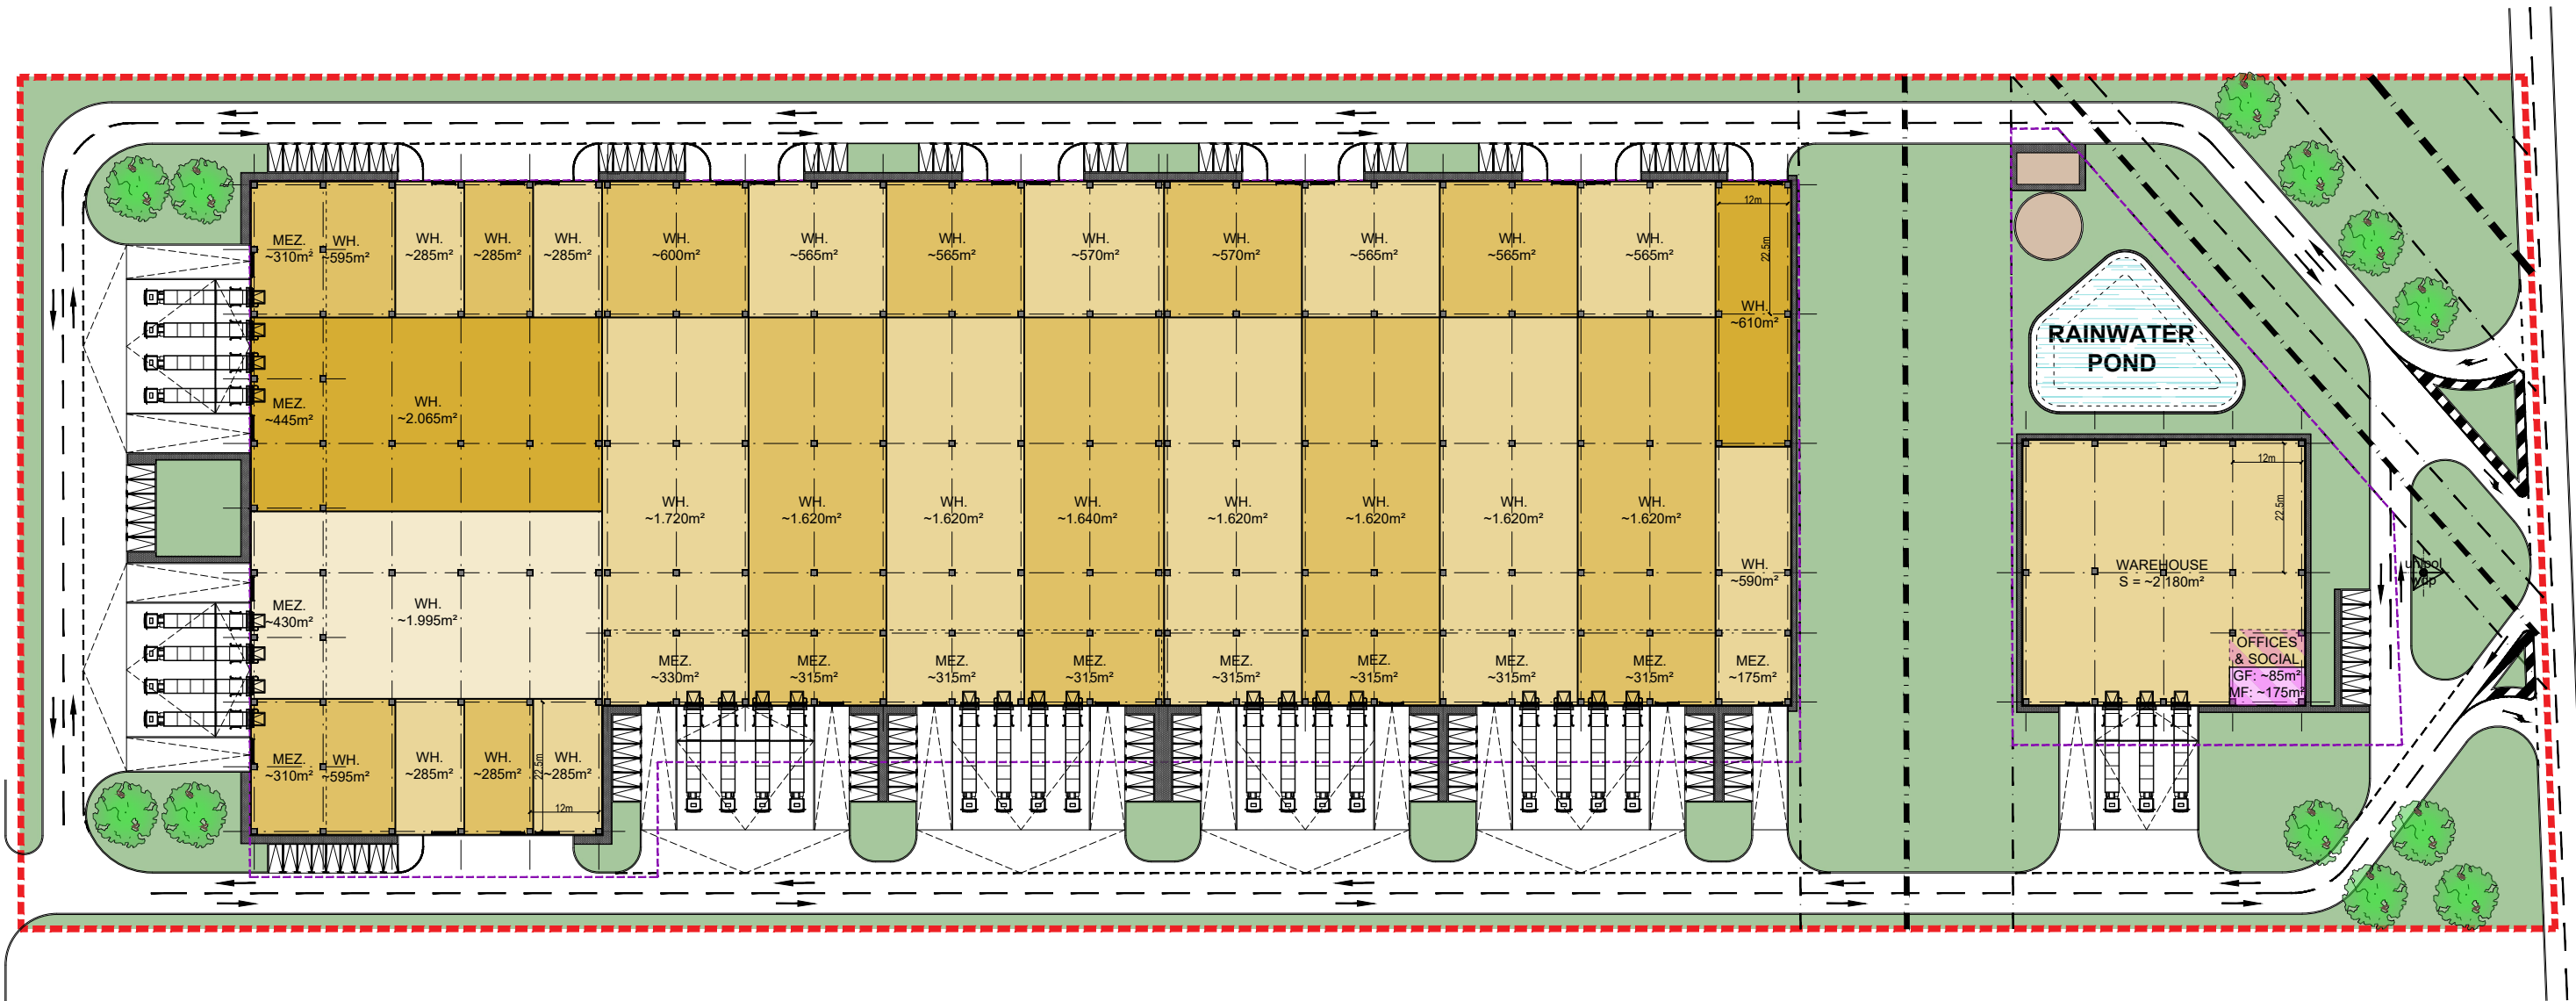 12m
MEZ.
~310m²
WH.
~595m²
WH.
~285m²
WH.
~285m²
WH.
~285m²
WH.
~600m²
WH.
~565m²
WH.
~565m²
WH.
~570m²
WH.
~570m²
WH.
~565m²
WH.
~565m²
WH.
~565m²
22.5m
WH.
~610m²
RAINWATER
POND
MEZ.
~445m²
WH.
~2.065m²
12m
22.5m
WH.
~1.720m²
WH.
~1.620m²
WH.
~1.620m²
WH.
~1.640m²
WH.
~1.620m²
WH.
~1.620m²
WH.
~1.620m²
WH.
~1.620m²
WH.
~590m²
WAREHOUSE
S = ~2 180m²
MEZ.
~430m²
WH.
~1.995m²
MEZ.
~330m²
MEZ.
~315m²
MEZ.
~315m²
MEZ.
~315m²
MEZ.
~315m²
MEZ.
~315m²
MEZ.
~315m²
MEZ.
~315m²
MEZ.
~175m²
OFFICES
& SOCIAL
GF: ~85m²
MF: ~175m²
MEZ.
~310m²
WH.
~595m²
WH.
~285m²
WH.
~285m²
22.5m
WH.
~285m²
12m